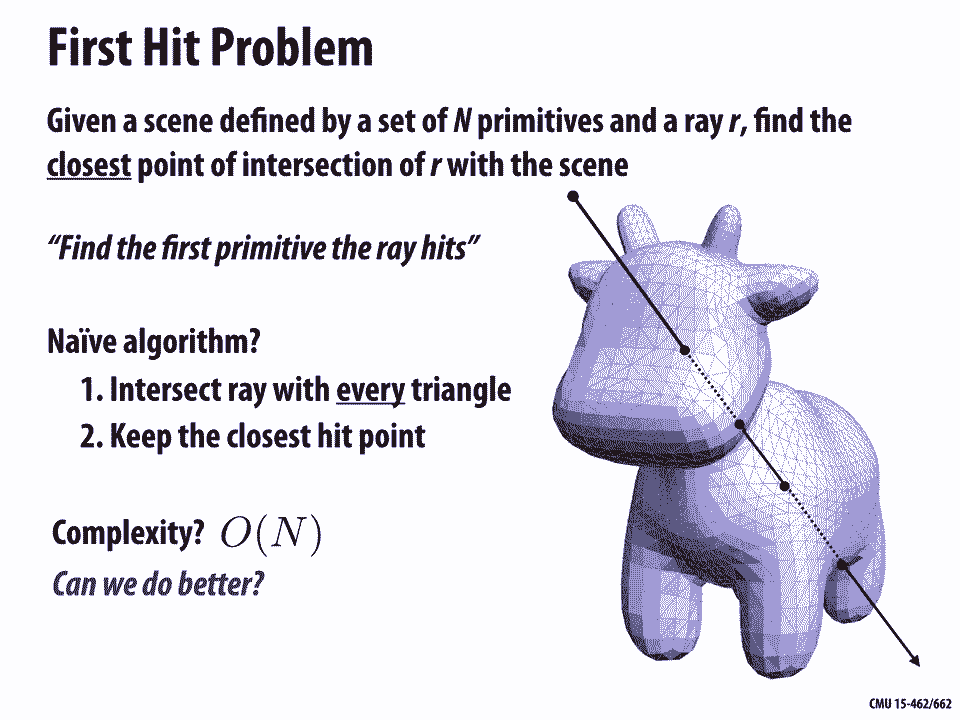 First Hit Problem
Given a scene defined by a set of N primitives and a ray r, find the
closest point of intersection of r with the scene
“Find the first primitive the ray hits”
Naïve algorithm?
1. Intersect ray with every triangle
2. Keep the closest hit point
Complexity? O(N)
Can we do better?
CMU 15-462/662